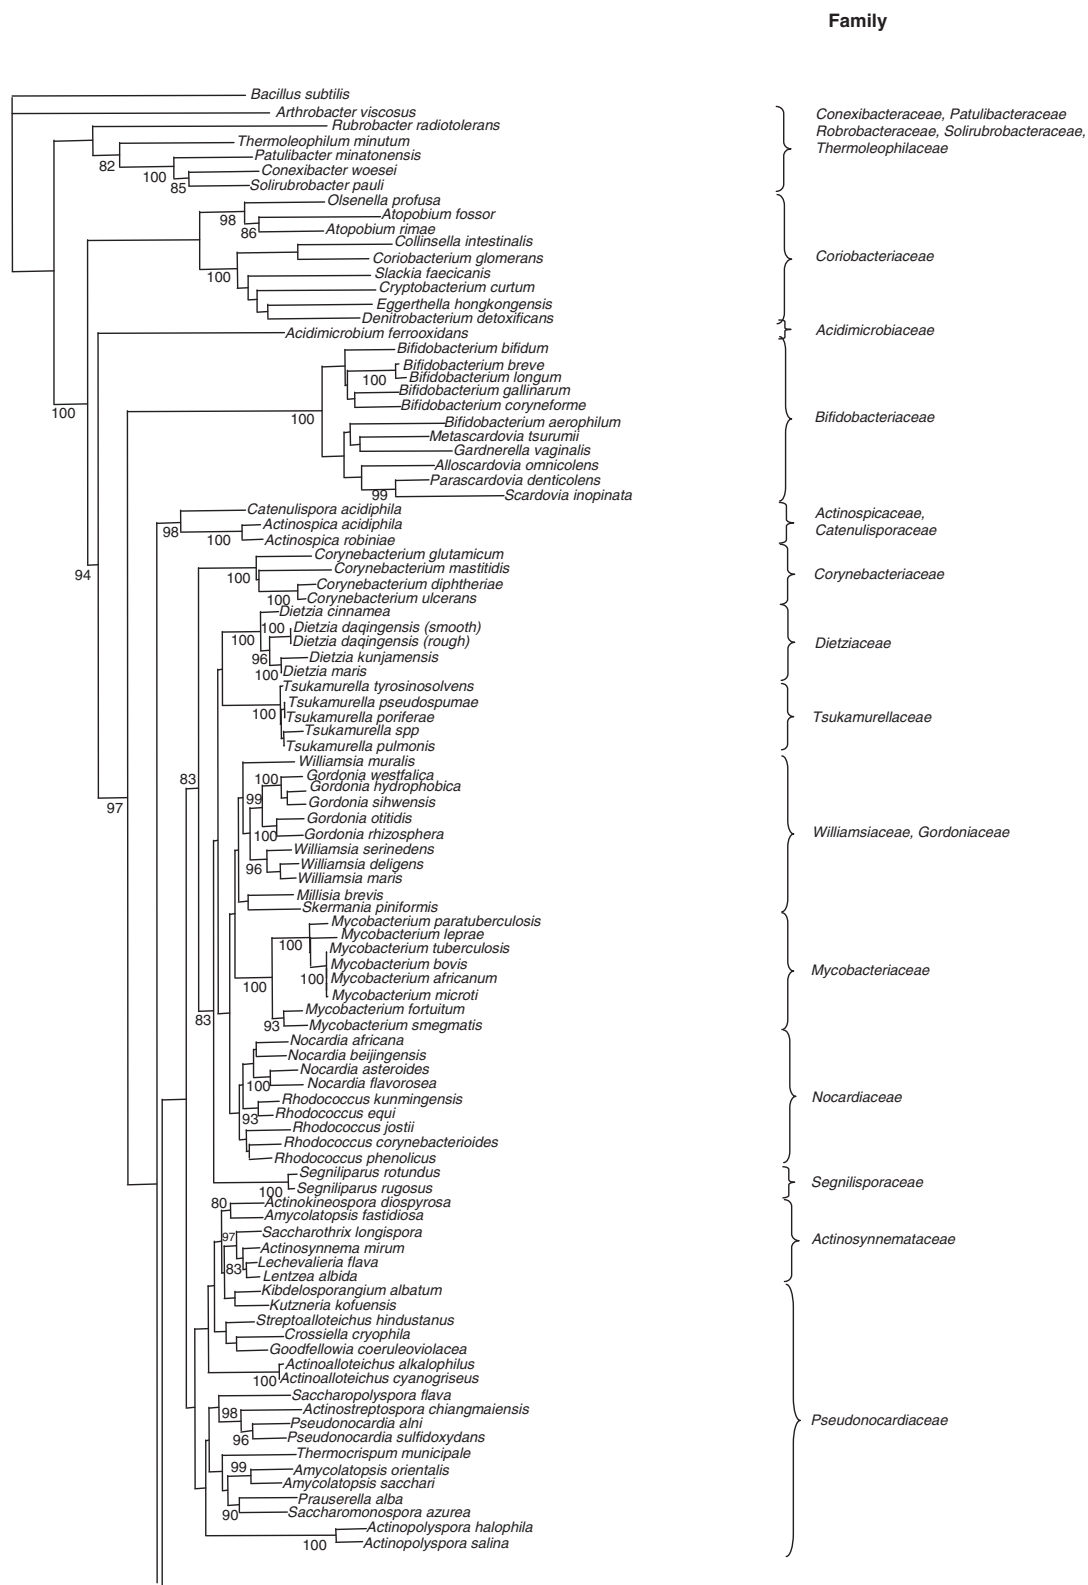 Family
Bacillus subtilis
Arthrobacter viscosus
Conexibacteraceae, Patulibacteraceae
Rubrobacter radiotolerans
Robrobacteraceae, Solirubrobacteraceae,
Thermoleophilum minutum
Thermoleophilaceae
82
Patulibacter minatonensis
100
Conexibacter woesei
85
Solirubrobacter pauli
Olsenella profusa
98
Atopobium fossor
86
Atopobium rimae
Collinsella intestinalis
Coriobacteriaceae
Coriobacterium glomerans
100
Slackia faecicanis
Cryptobacterium curtum
Eggerthella hongkongensis
Denitrobacterium detoxificans
Acidimicrobium ferrooxidans
Acidimicrobiaceae
Bifidobacterium bifidum
Bifidobacterium breve
100
Bifidobacterium longum
Bifidobacterium gallinarum
Bifidobacterium coryneforme
100
100
Bifidobacteriaceae
Bifidobacterium aerophilum
Metascardovia tsurumii
Gardnerella vaginalis
Alloscardovia omnicolens
Parascardovia denticolens
99
Scardovia inopinata
Catenulispora acidiphila
Actinospicaceae,
98
Actinospica acidiphila
Catenulisporaceae
100
Actinospica robiniae
Corynebacterium glutamicum
94
100
Corynebacterium mastitidis
Corynebacteriaceae
Corynebacterium diphtheriae
100
Corynebacterium ulcerans
Dietzia cinnamea
100
Dietzia daqingensis (smooth)
100
Dietzia daqingensis (rough)
Dietziaceae
96
Dietzia kunjamensis
100
Dietzia maris
Tsukamurella tyrosinosolvens
Tsukamurella pseudospumae
100
Tsukamurella poriferae
Tsukamurellaceae
Tsukamurella spp
Tsukamurella pulmonis
Williamsia muralis
83
100
Gordonia westfalica
Gordonia hydrophobica
99
Gordonia sihwensis
97
Gordonia otitidis
100
Gordonia rhizosphera
Williamsiaceae, Gordoniaceae
Williamsia serinedens
96
Williamsia deligens
Williamsia maris
Millisia brevis
Skermania piniformis
Mycobacterium paratuberculosis
Mycobacterium leprae
100
Mycobacterium tuberculosis
Mycobacterium bovis
Mycobacteriaceae
100
100
Mycobacterium africanum
Mycobacterium microti
Mycobacterium fortuitum
83
93
Mycobacterium smegmatis
Nocardia africana
Nocardia beijingensis
Nocardia asteroides
100
Nocardia flavorosea
Nocardiaceae
Rhodococcus kunmingensis
93
Rhodococcus equi
Rhodococcus jostii
Rhodococcus corynebacterioides
Rhodococcus phenolicus
Segniliparus rotundus
Segnilisporaceae
100
Segniliparus rugosus
80
Actinokineospora diospyrosa
Amycolatopsis fastidiosa
97
Saccharothrix longispora
Actinosynnemataceae
Actinosynnema mirum
83
Lechevalieria flava
Lentzea albida
Kibdelosporangium albatum
Kutzneria kofuensis
Streptoalloteichus hindustanus
Crossiella cryophila
Goodfellowia coeruleoviolacea
Actinoalloteichus alkalophilus
100
Actinoalloteichus cyanogriseus
Saccharopolyspora flava
98
Actinostreptospora chiangmaiensis
Pseudonocardia alni
Pseudonocardiaceae
96
Pseudonocardia sulfidoxydans
Thermocrispum municipale
99
Amycolatopsis orientalis
Amycolatopsis sacchari
Prauserella alba
90
Saccharomonospora azurea
Actinopolyspora halophila
100
Actinopolyspora salina